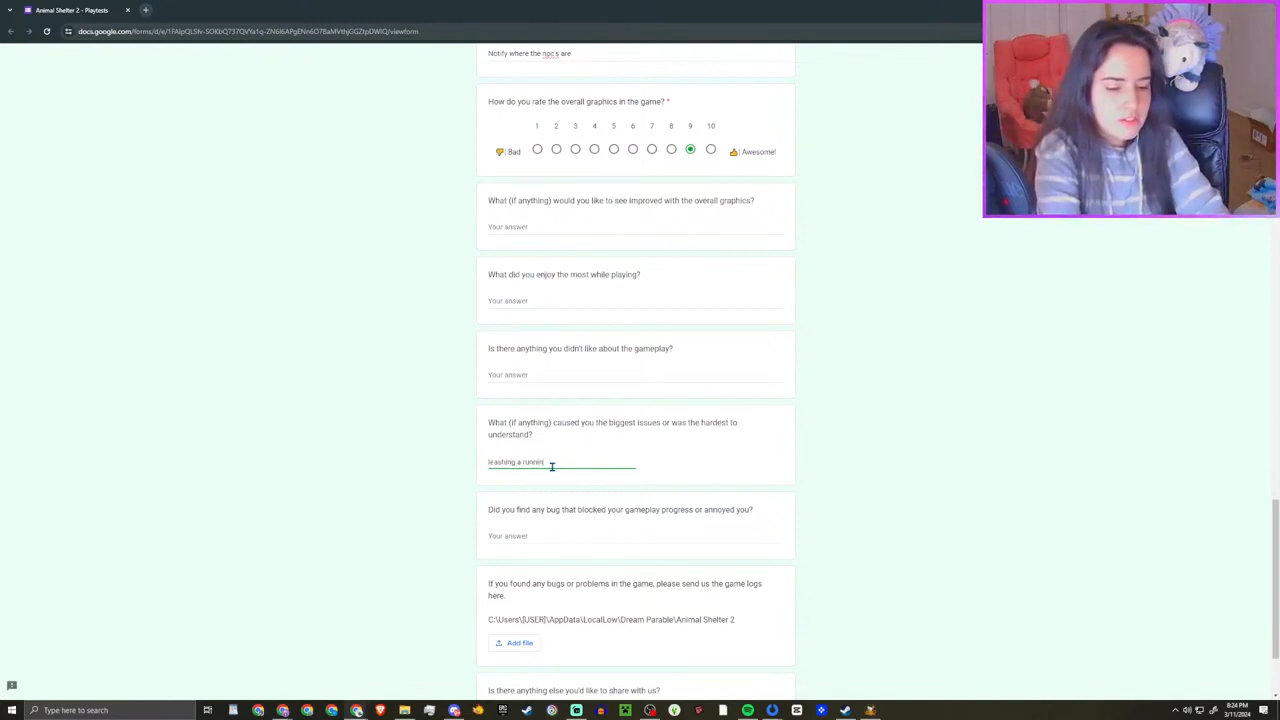 Animal Shelter 2 - Playtests
docs.google.com/forms/d/e/1FAIpQLSfv-SOKbQ737QVYa1q-ZN6I6APgENn6O7BaMVthjGGZtpDWIQ/viewform
Notify where the npc's are
How do you rate the overall graphics in the game? *
1 2 3 4 5 6 7 8 9 10
👎| Bad
👍| Awesome!
What (if anything) would you like to see improved with the overall graphics?
Your answer
What did you enjoy the most while playing?
Your answer
Is there anything you didn't like about the gameplay?
Your answer
What (if anything) caused you the biggest issues or was the hardest to
understand?
leashing a runnin
Did you find any bug that blocked your gameplay progress or annoyed you?
Your answer
If you found any bugs or problems in the game, please send us the game logs
here.
C:\Users\[USER]\AppData\LocalLow\Dream Parable\Animal Shelter 2
Add file
Is there anything else you'd like to share with us?
Type here to search
8:24 PM
3/11/2024